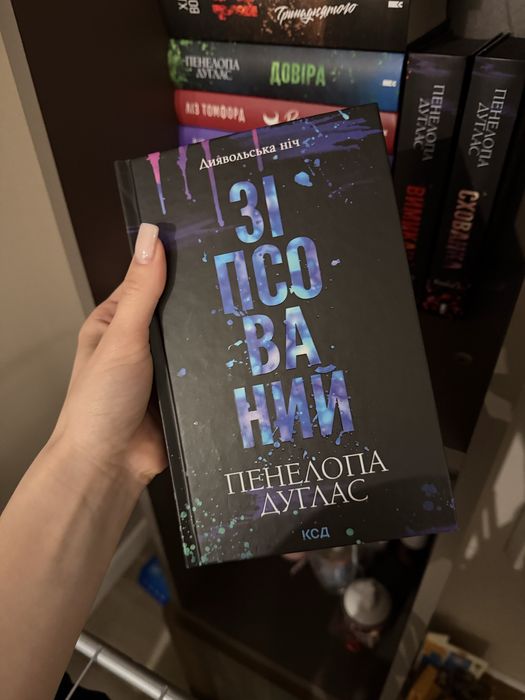 Тринадцятого
ПЕНЕЛОПА
ДУГЛАС
ДОВІРА
ЛІЗ ТОМФОРД
Диявольська ніч
ЗІ
ПСО
ВА
НИЙ
ПЕНЕЛОПА
ДУГЛАС
КСД
ПЕНЕЛОПА
ДУГЛАС
ПЕНЕЛОПА
ДУГЛАС
СХОВАНКА